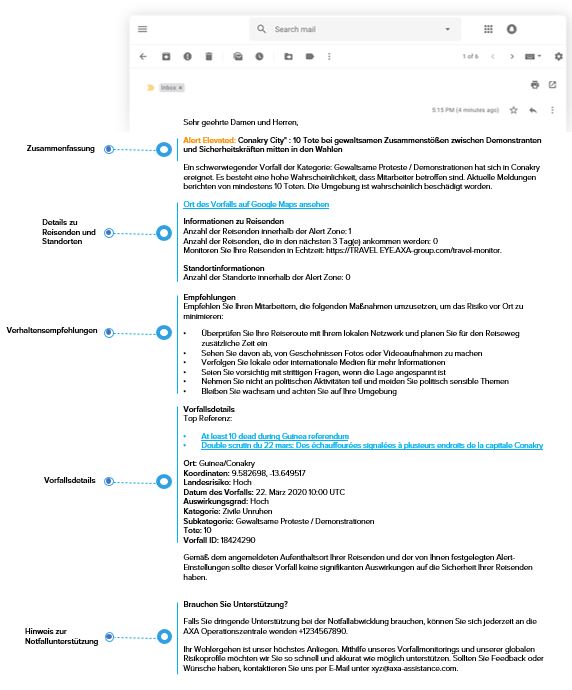 Search mail
1 of 6
Inbox ×
5:15 PM (4 minutes ago)
Sehr geehrte Damen und Herren,
Zusammenfassung
Alert Elevated: Conakry City* : 10 Tote bei gewaltsamen Zusammenstößen zwischen Demonstranten
und Sicherheitskräften mitten in den Wahlen
Ein schwerwiegender Vorfall der Kategorie: Gewaltsame Proteste / Demonstrationen hat sich in Conakry
ereignet. Es besteht eine hohe Wahrscheinlichkeit, dass Mitarbeiter betroffen sind. Aktuelle Meldungen
berichten von mindestens 10 Toten. Die Umgebung ist wahrscheinlich beschädigt worden.
Ort des Vorfalls auf Google Maps ansehen
Details zu
Reisenden und
Standorten
Informationen zu Reisenden
Anzahl der Reisenden innerhalb der Alert Zone: 1
Anzahl der Reisenden, die in den nächsten 3 Tag(e) ankommen werden: 0
Monitoren Sie Ihre Reisenden in Echtzeit: https://TRAVEL EYE.AXA-group.com/travel-monitor.
Standortinformationen
Anzahl der Standorte innerhalb der Alert Zone: 0
Verhaltensempfehlungen
Empfehlungen
Empfehlen Sie Ihren Mitarbeitern, die folgenden Maßnahmen umzusetzen, um das Risiko vor Ort zu
minimieren:
• Überprüfen Sie Ihre Reiseroute mit Ihrem lokalen Netzwerk und planen Sie für den Reiseweg
zusätzliche Zeit ein
• Sehen Sie davon ab, von Geschehnissen Fotos oder Videoaufnahmen zu machen
• Verfolgen Sie lokale oder internationale Medien für mehr Informationen
• Seien Sie vorsichtig mit strittigen Fragen, wenn die Lage angespannt ist
• Nehmen Sie nicht an politischen Aktivitäten teil und meiden Sie politisch sensible Themen
• Bleiben Sie wachsam und achten Sie auf Ihre Umgebung
Vorfallsdetails
Vorfallsdetails
Top Referenz:
• At least 10 dead during Guinea referendum
• Double scrutin du 22 mars: Des échauffourées signalées à plusieurs endroits de la capitale Conakry
Ort: Guinea/Conakry
Koordinaten: 9.582698, -13.649517
Landesrisiko: Hoch
Datum des Vorfalls: 22. März 2020 10:00 UTC
Auswirkungsgrad: Hoch
Kategorie: Zivile Unruhen
Subkategorie: Gewaltsame Proteste / Demonstrationen
Tote: 10
Vorfall ID: 18424290
Gemäß dem angemeldeten Aufenthaltsort Ihrer Reisenden und der von Ihnen festgelegten Alert-
Einstellungen sollte dieser Vorfall keine signifikanten Auswirkungen auf die Sicherheit Ihrer Reisenden
haben.
Hinweis zur
Notfallunterstützung
Brauchen Sie Unterstützung?
Falls Sie dringende Unterstützung bei der Notfallabwicklung brauchen, können Sie sich jederzeit an die
AXA Operationszentrale wenden +1234567890.
Ihr Wohlergehen ist unser höchstes Anliegen. Mithilfe unseres Vorfallmonitorings und unserer globalen
Risikoprofile möchten wir Sie so schnell und akkurat wie möglich unterstützen. Sollten Sie Feedback oder
Wünsche haben, kontaktieren Sie uns per E-Mail unter xyz@axa-assistance.com.